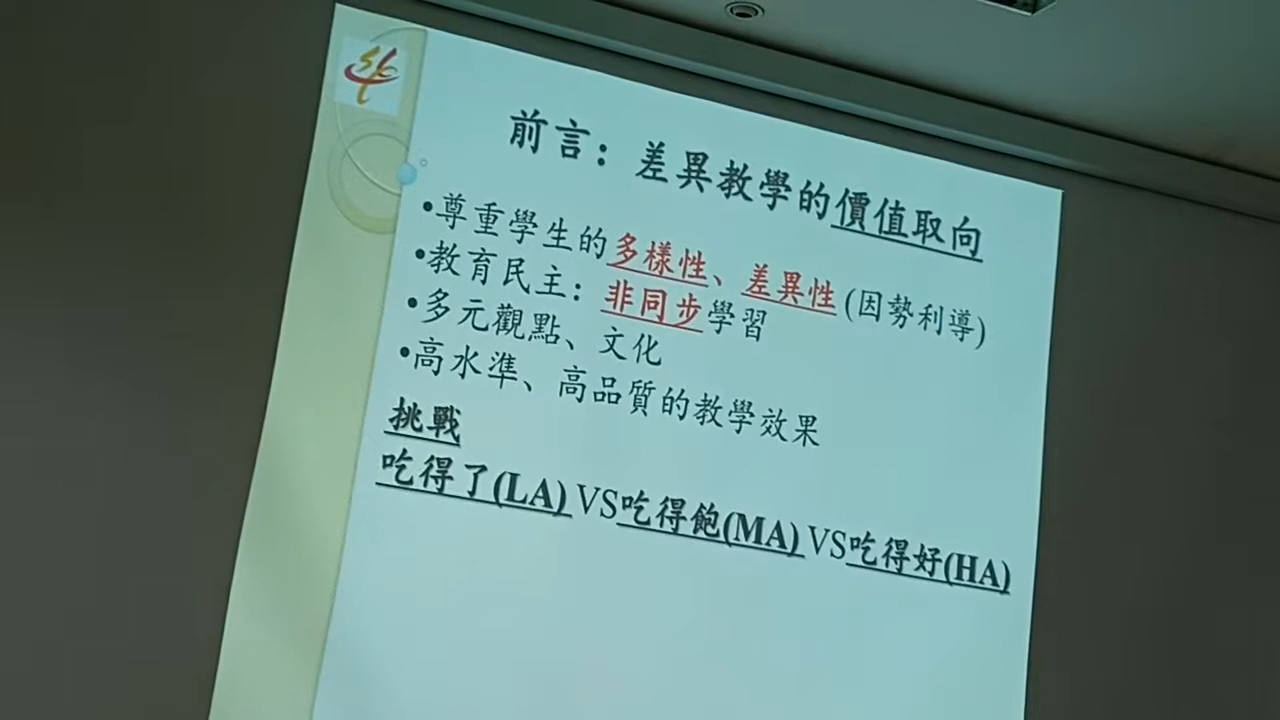 前言：差異教學的價值取向
•尊重學生的多樣性、差異性(因勢利導)
•教育民主：非同步學習
•多元觀點、文化
•高水準、高品質的教學效果
挑戰
吃得了(LA) VS吃得飽(MA) VS吃得好(HA)